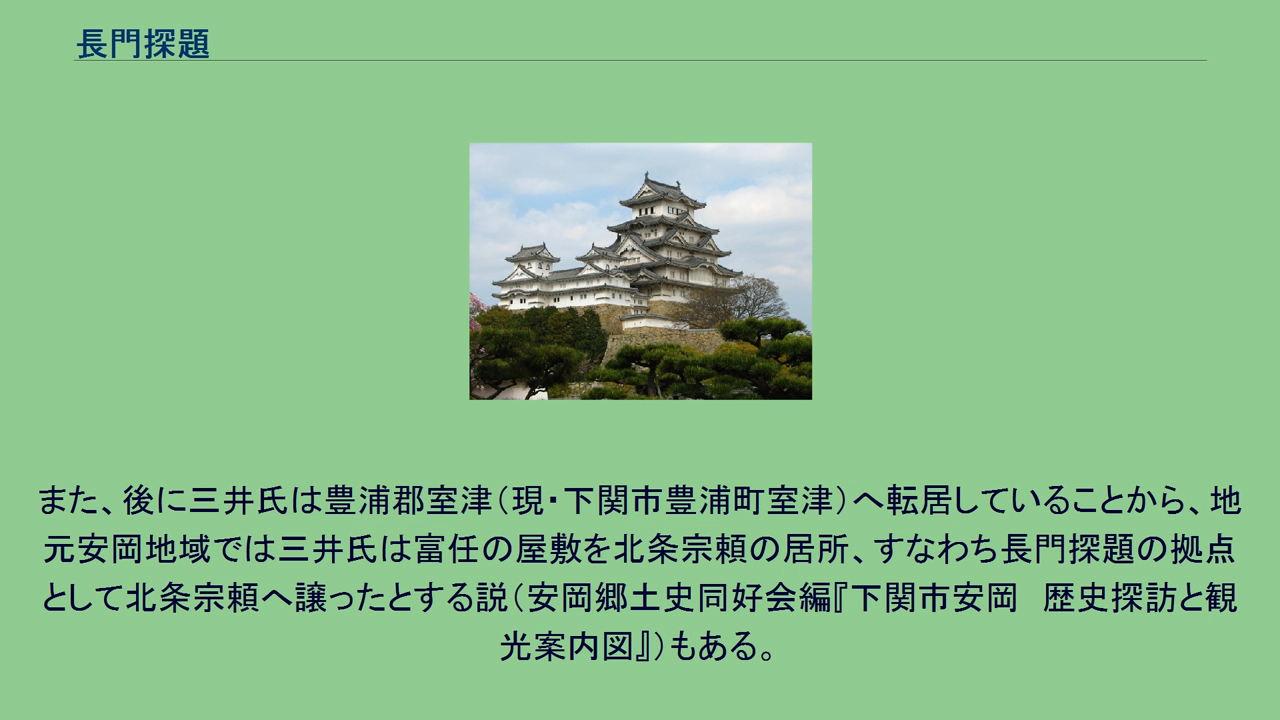 長門探題
また、後に三井氏は豊浦郡室津（現・下関市豊浦町室津）へ転居していることから、地
元安岡地域では三井氏は富任の屋敷を北条宗頼の居所、すなわち長門探題の拠点
として北条宗頼へ譲ったとする説（安岡郷土史同好会編『下関市安岡　歴史探訪と観
光案内図』）もある。